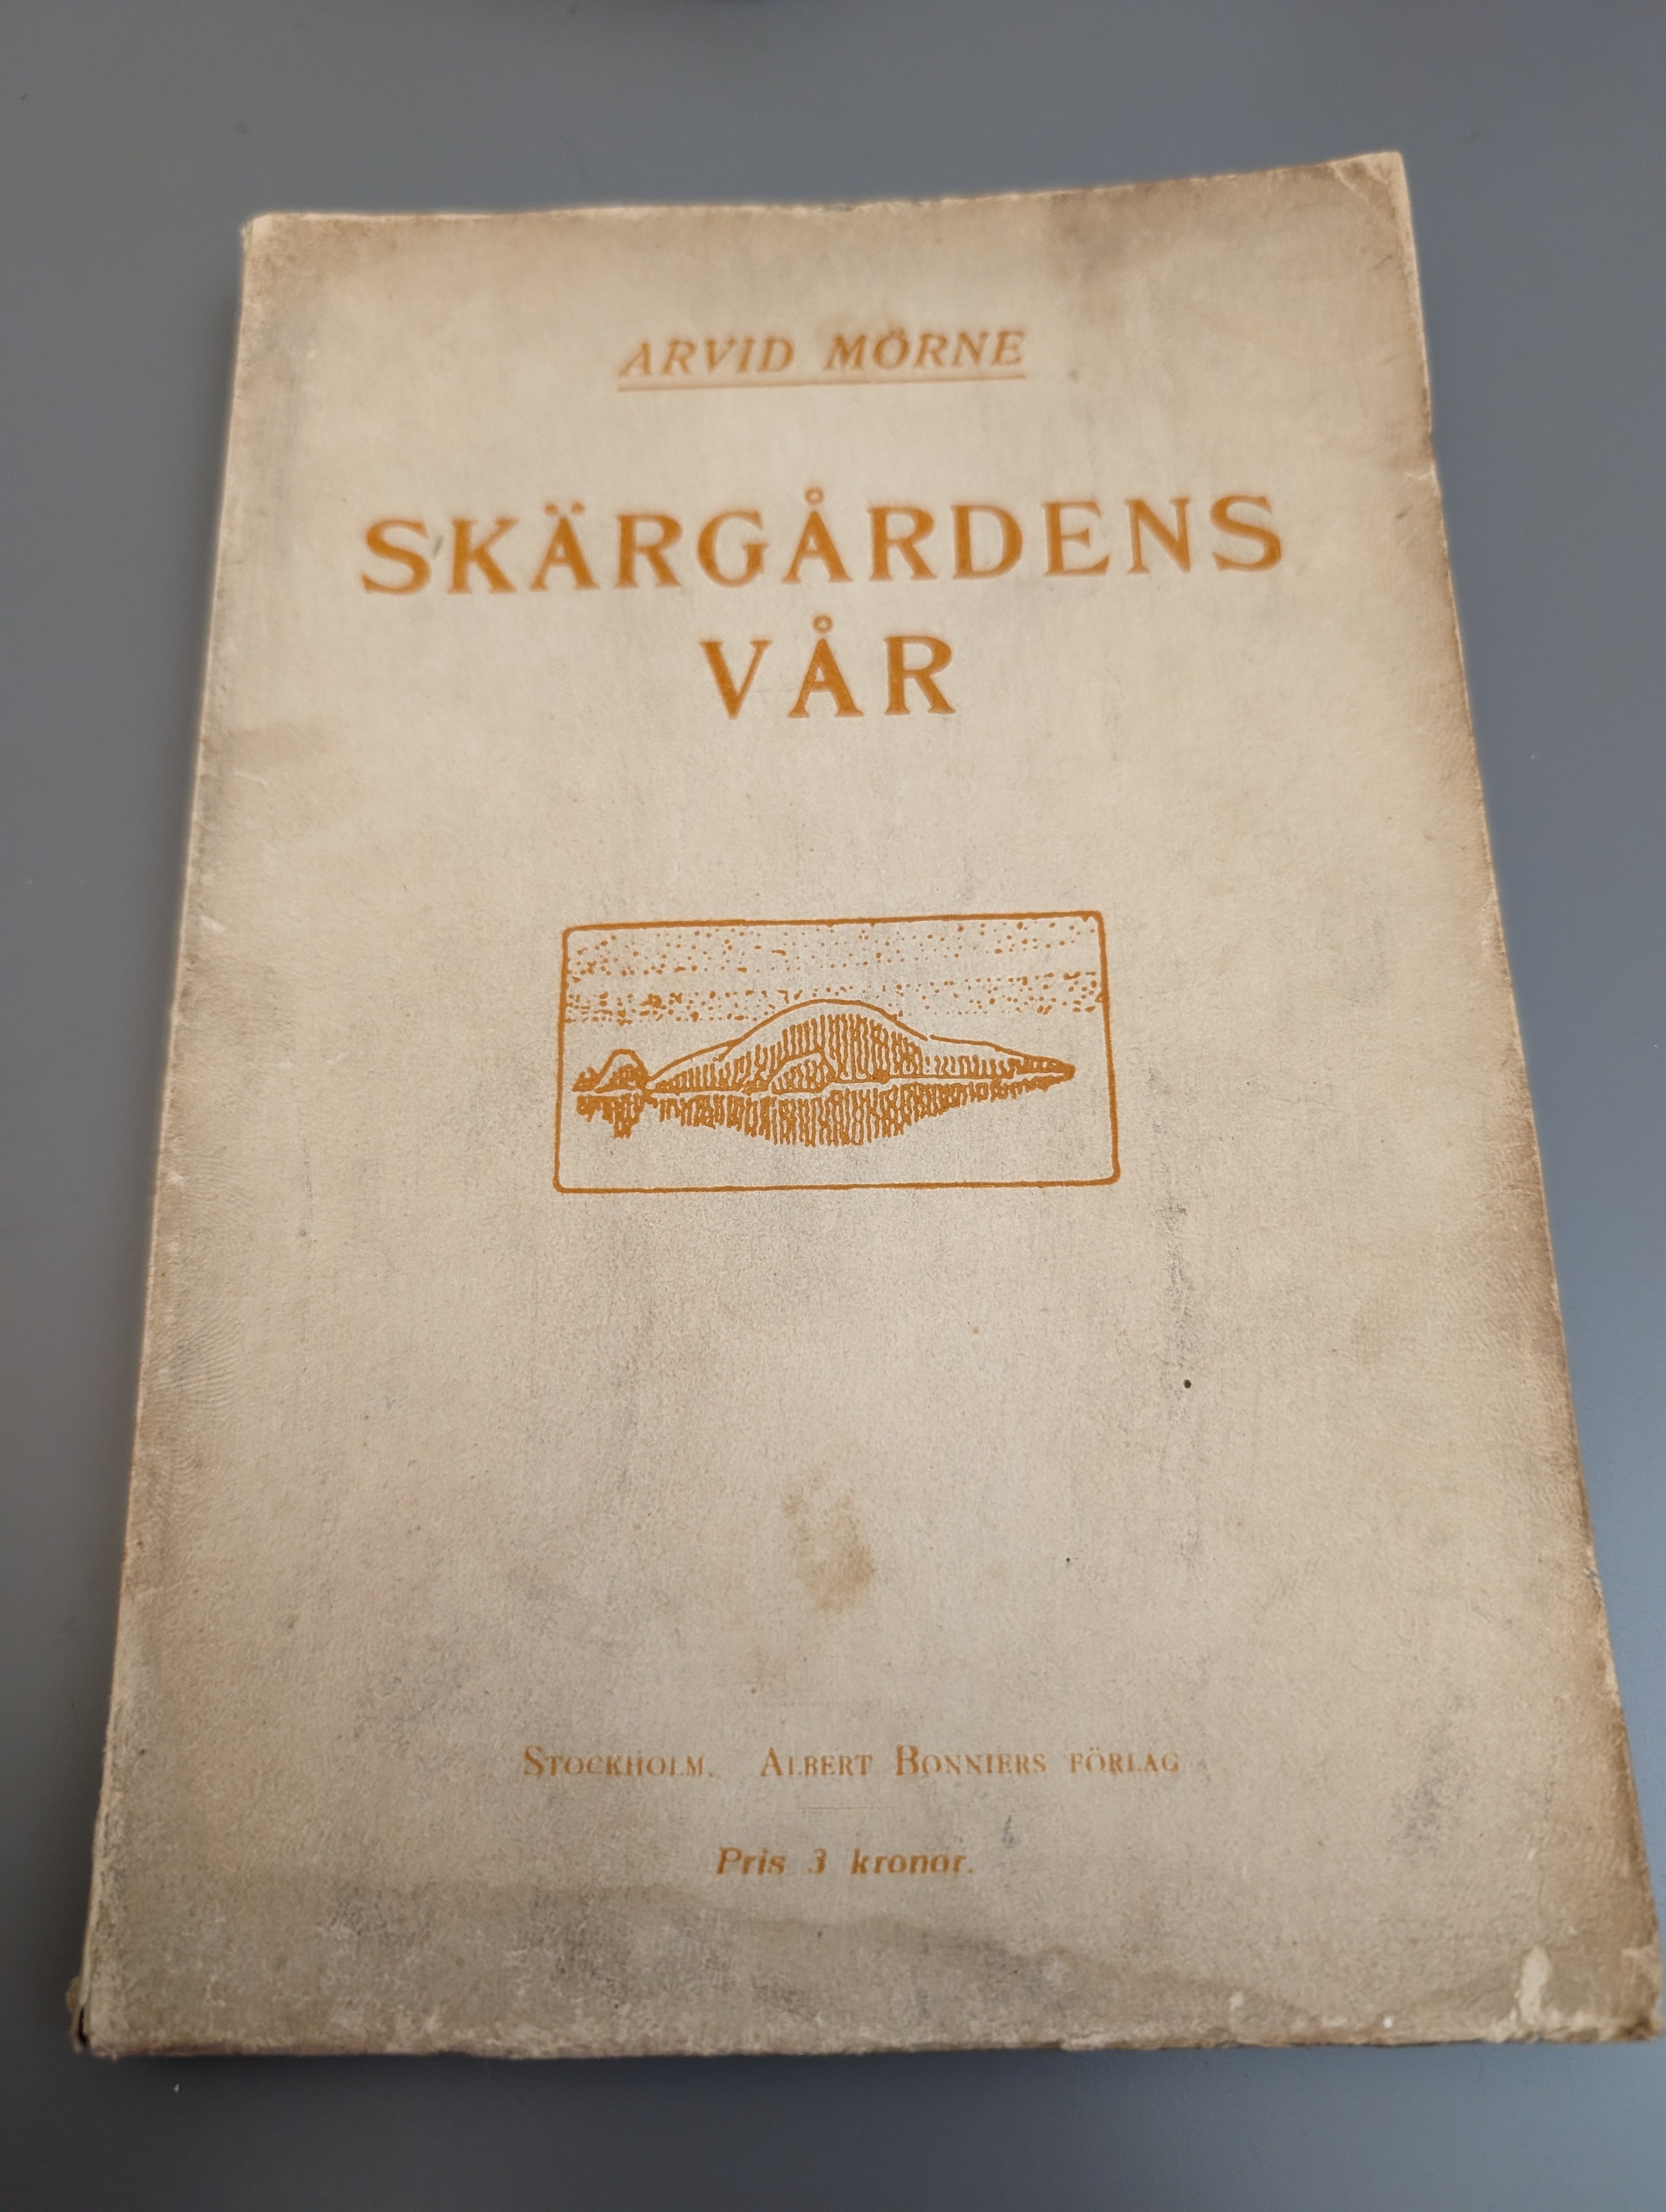 ARVID MÖRNE
SKÄRGÅRDENS
VÅR
STOCKHOLM. ALBERT BONNIERS FÖRLAG
Pris 3 kronor.